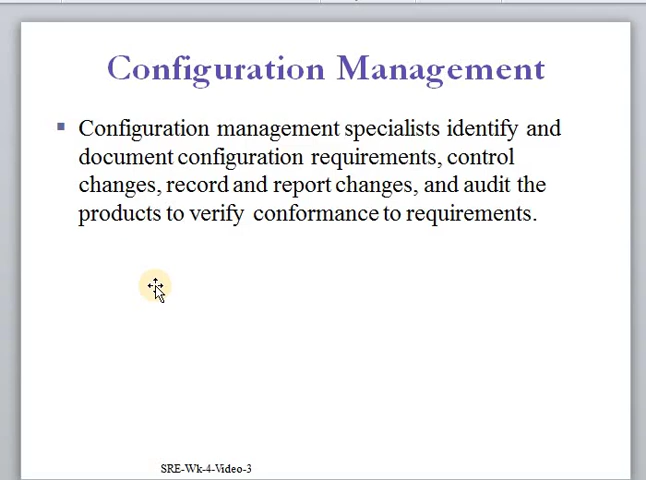 Configuration Management
Configuration management specialists identify and
document configuration requirements, control
changes, record and report changes, and audit the
products to verify conformance to requirements.
SRE-Wk-4-Video-3